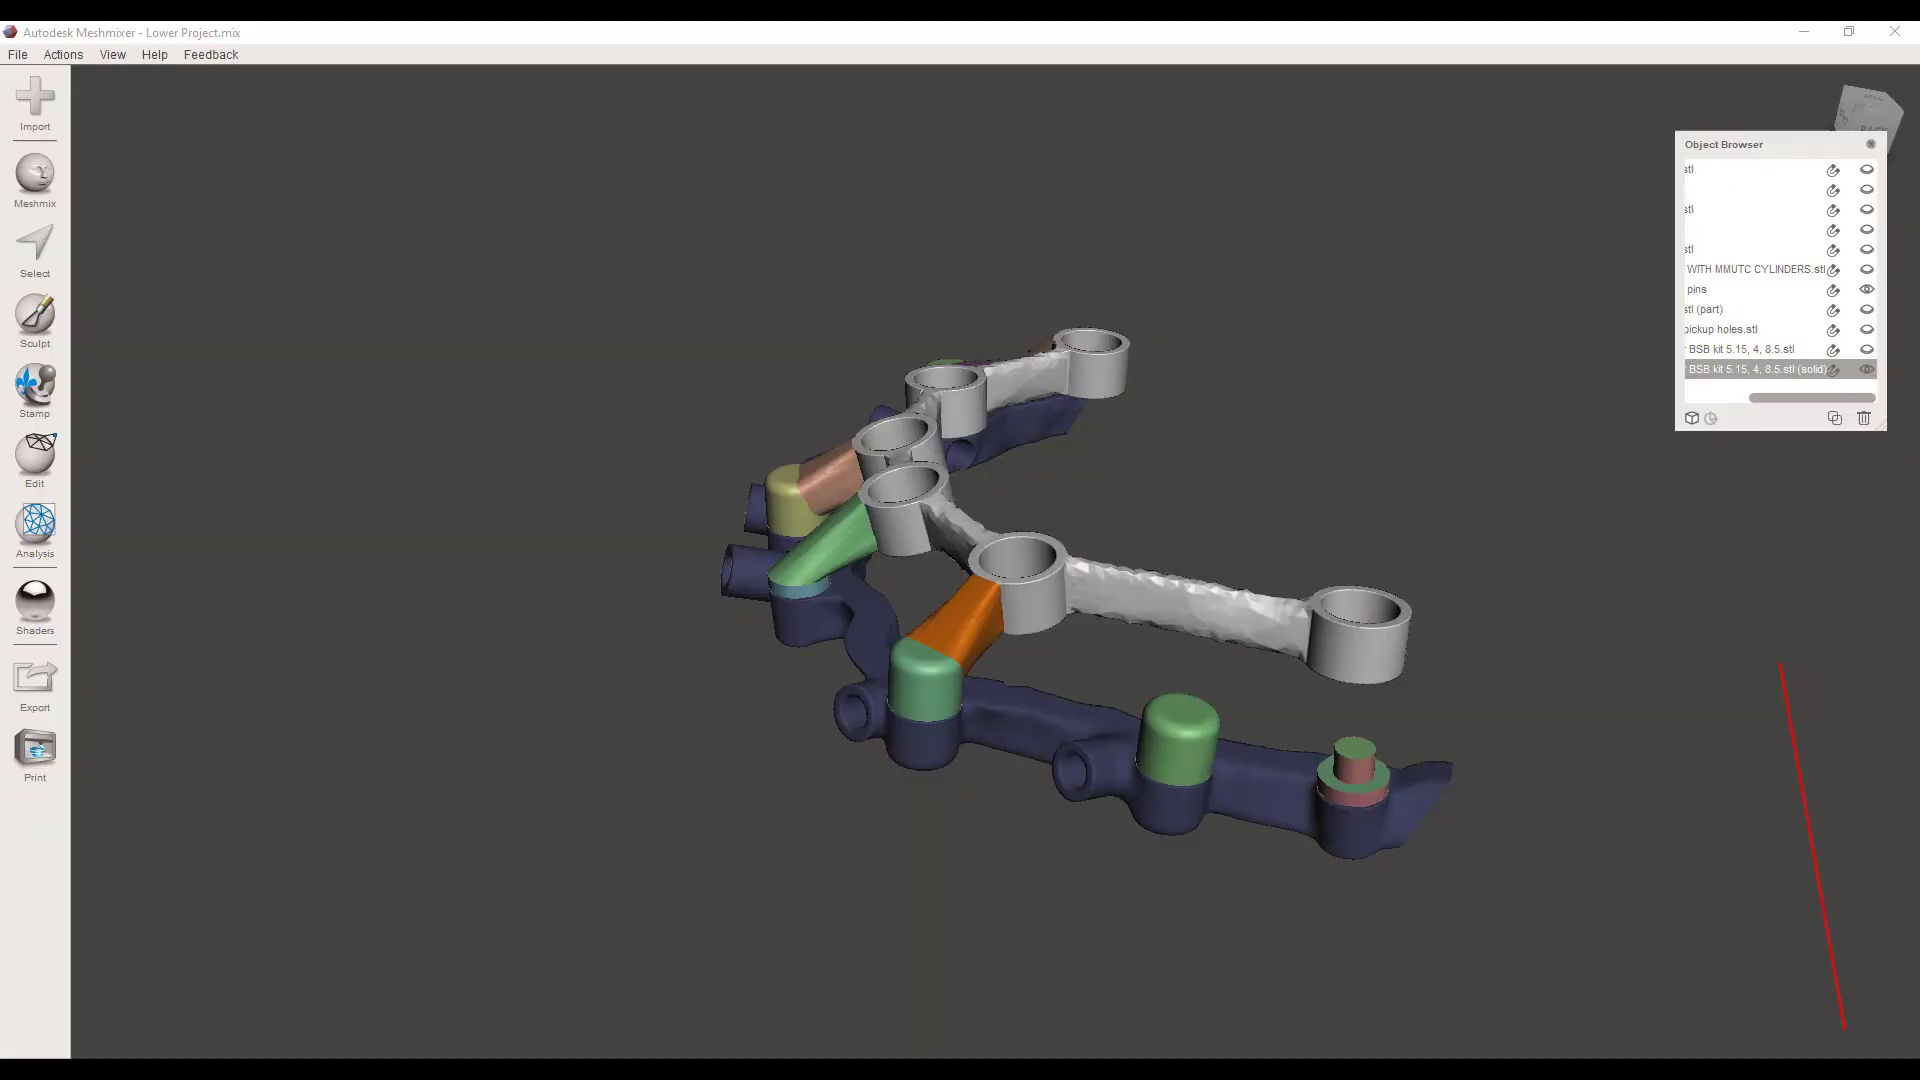 Autodesk Meshmixer - Lower Project.mix
File Actions View Help Feedback
Import
Meshmix
Select
Sculpt
Stamp
Edit
Analysis
Shaders
Export
Print
Object Browser
stl
stl
stl
WITH MMUTC CYLINDERS.stl
pins
stl (part)
pickup holes.stl
BSB kit 5.15, 4, 8.5.stl
BSB kit 5.15, 4, 8.5.stl (solid)